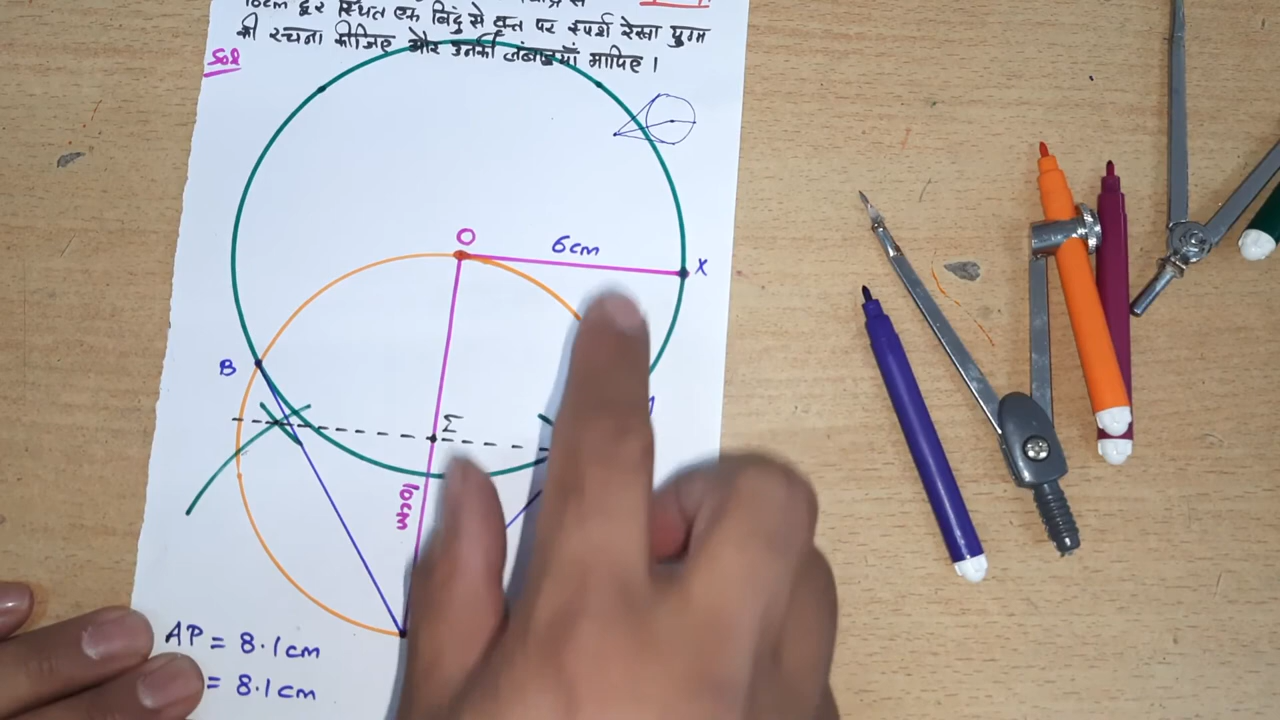 10cm दूर स्थित एक बिंदु से वृत्त पर स्पर्श रेखा युग्म
की रचना कीजिए और उनकी लंबाइयाँ मापिए।
Sol
O
6cm
X
B
Σ
10cm
AP = 8.1cm
= 8.1cm